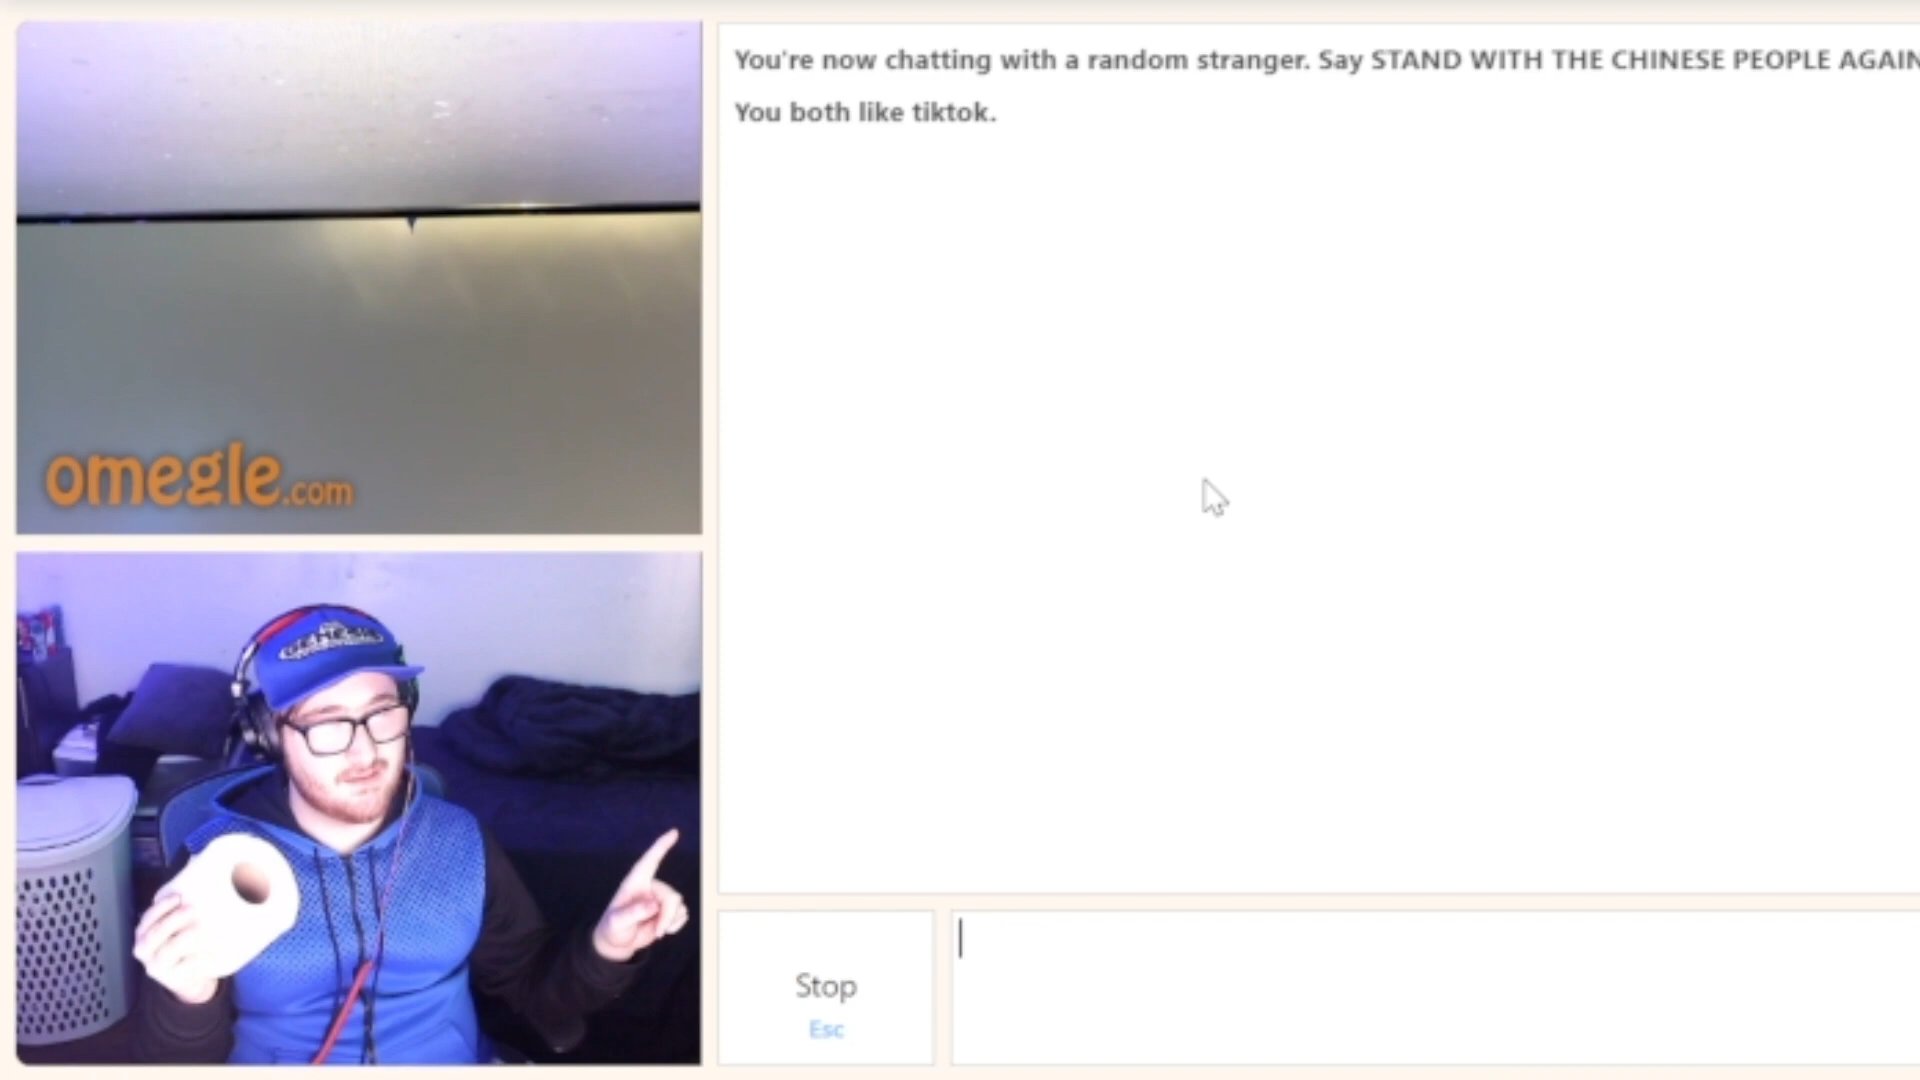 You're now chatting with a random stranger. Say STAND WITH THE CHINESE PEOPLE AGAIN
You both like tiktok.
omegle.com
Stop
Esc